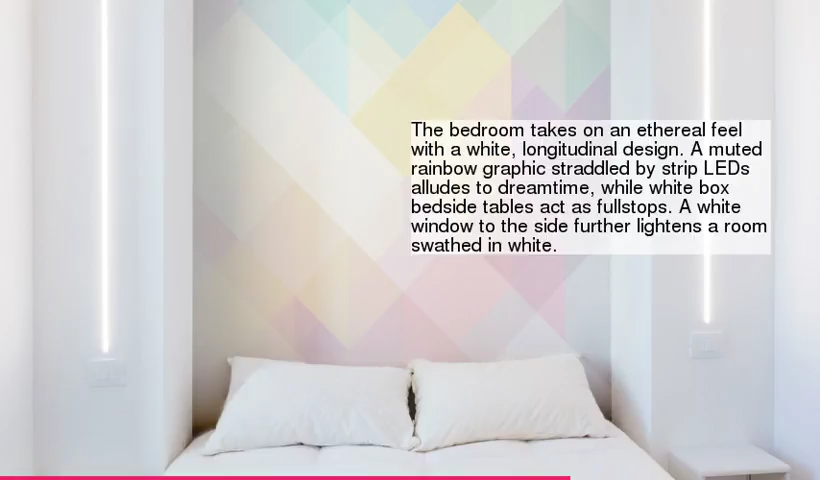 The bedroom takes on an ethereal feel
with a white, longitudinal design. A muted
rainbow graphic straddled by strip LEDs
alludes to dreamtime, while white box
bedside tables act as fullstops. A white
window to the side further lightens a room
swathed in white.